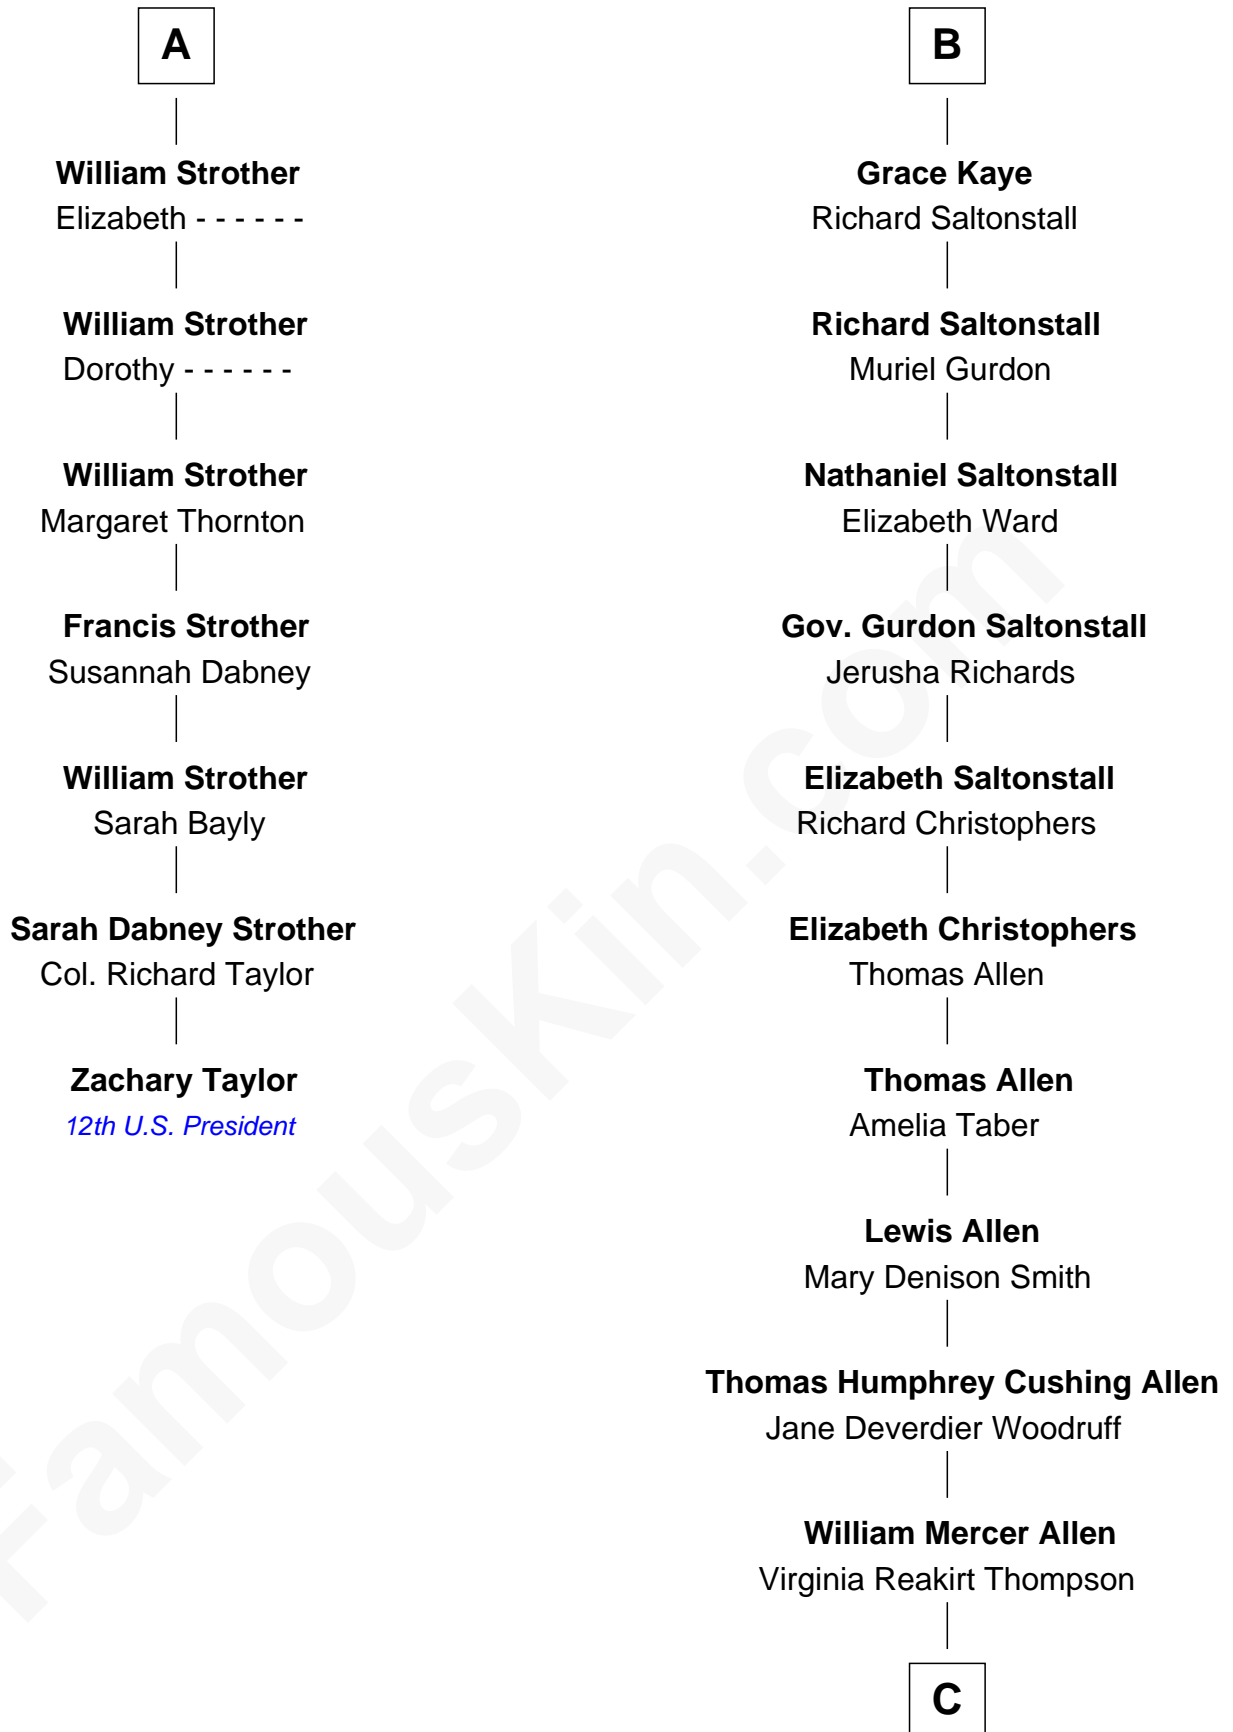 A
William Strother
Elizabeth - - - - - -
William Strother
Dorothy - - - - - -
William Strother
Margaret Thornton
Francis Strother
Susannah Dabney
William Strother
Sarah Bayly
Sarah Dabney Strother
Col. Richard Taylor
Zachary Taylor
12th U.S. President
B
Grace Kaye
Richard Saltonstall
Richard Saltonstall
Muriel Gurdon
Nathaniel Saltonstall
Elizabeth Ward
Gov. Gurdon Saltonstall
Jerusha Richards
Elizabeth Saltonstall
Richard Christophers
Elizabeth Christophers
Thomas Allen
Thomas Allen
Amelia Taber
Lewis Allen
Mary Denison Smith
Thomas Humphrey Cushing Allen
Jane Deverdier Woodruff
William Mercer Allen
Virginia Reakirt Thompson
C
FamousKin.com